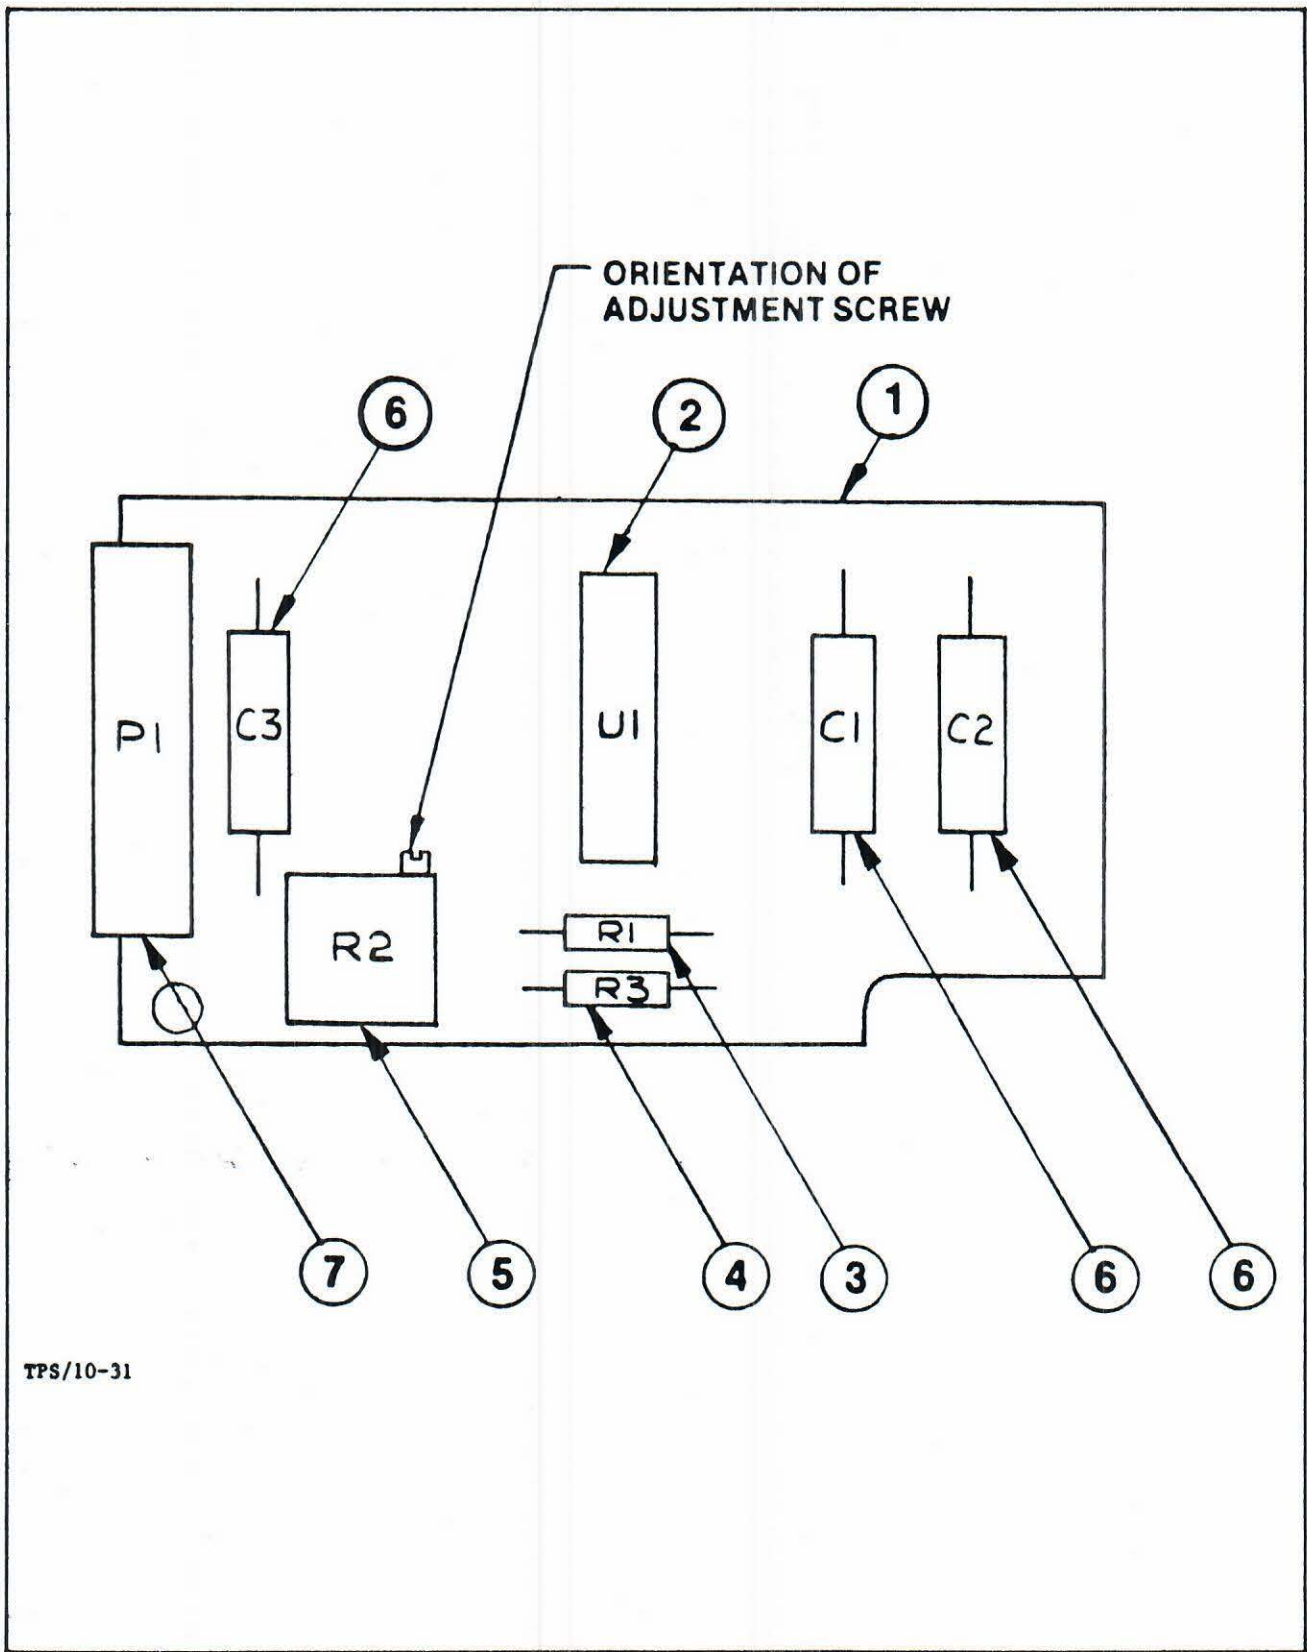 ORIENTATION OF
ADJUSTMENT SCREW
6
2
1
P1
C3
U1
C1
C2
R2
R1
R3
7
5
4
3
6
6
TPS/10-31